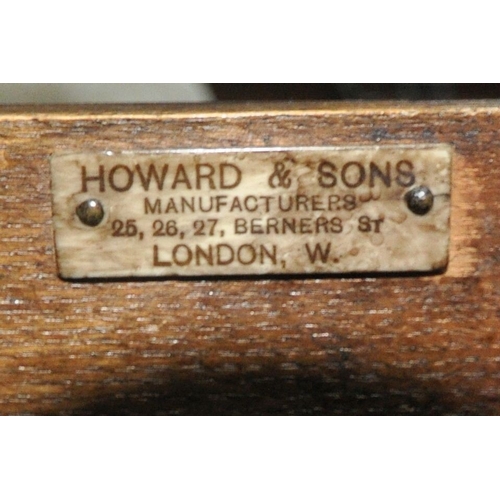 HOWARD & SONS
MANUFACTURERS
25, 26, 27, BERNERS ST
LONDON, W.